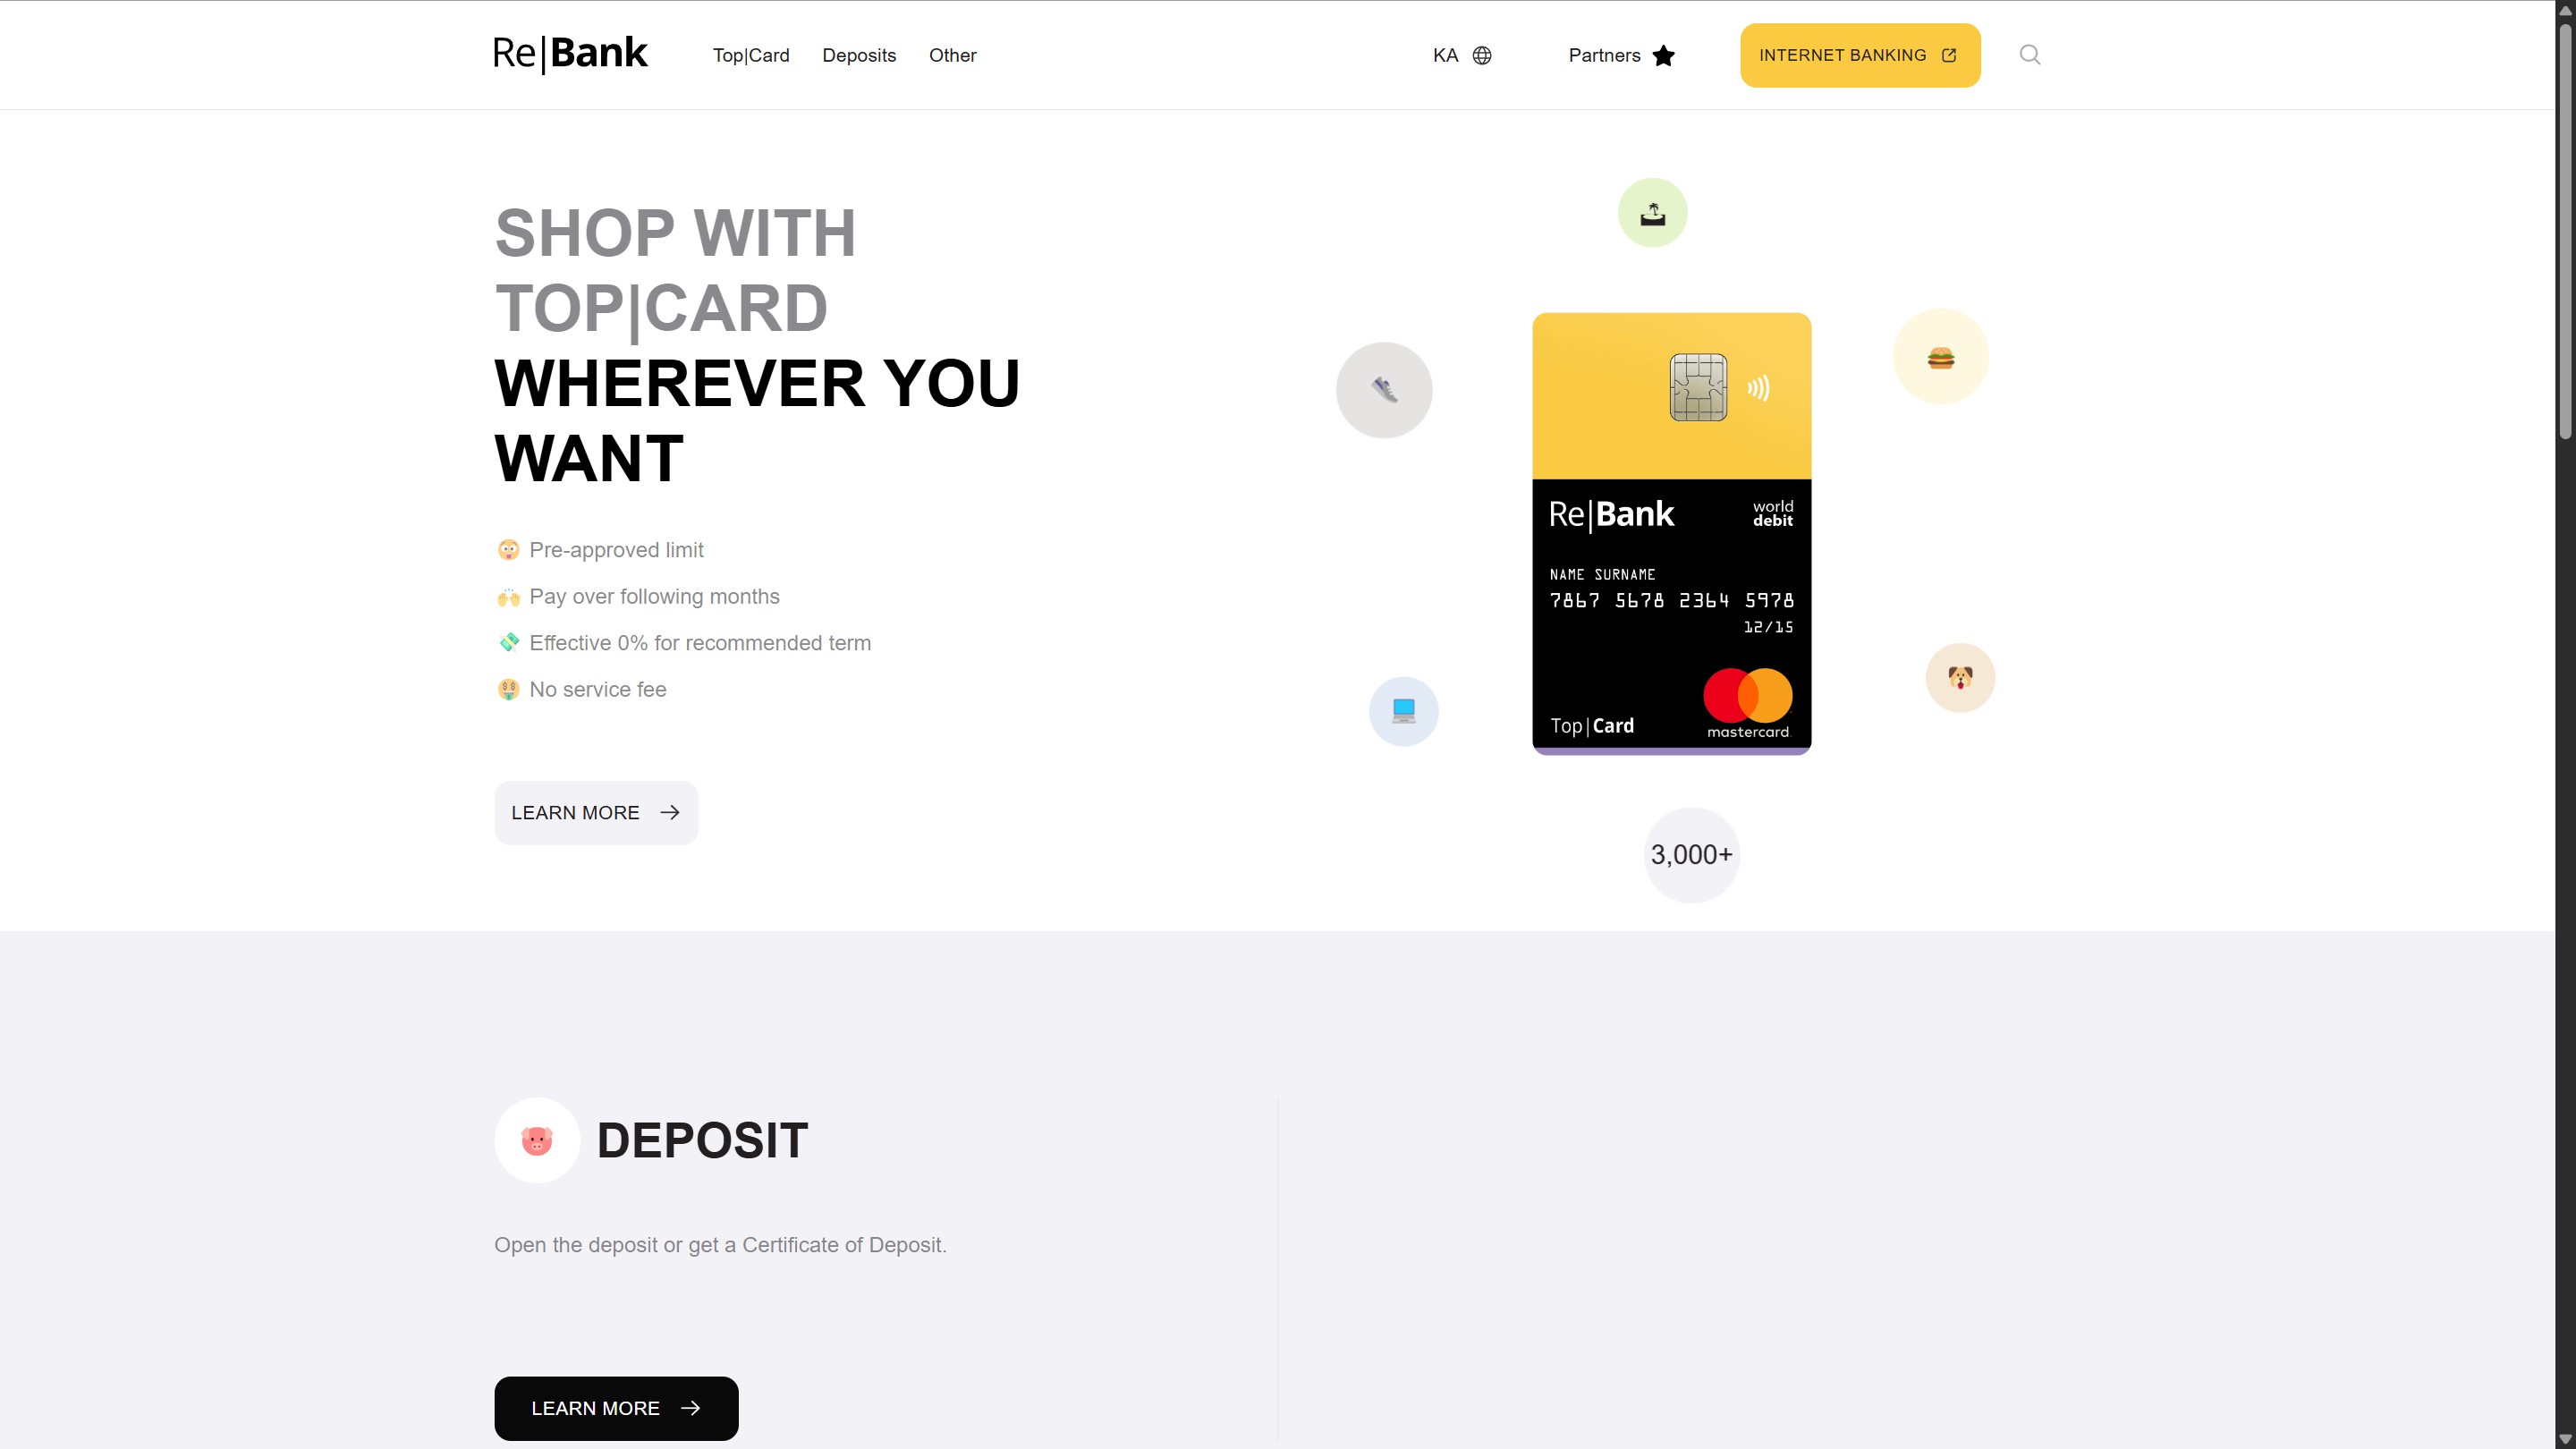 Re|Bank
Top|Card
Deposits
Other
KA
Partners
INTERNET BANKING
SHOP WITH
TOP|CARD
WHEREVER YOU
WANT
Pre-approved limit
Pay over following months
Effective 0% for recommended term
No service fee
LEARN MORE
Re|Bank
world
debit
NAME SURNAME
7867 5678 2364 5978
12/15
Top|Card
mastercard
3,000+
DEPOSIT
Open the deposit or get a Certificate of Deposit.
LEARN MORE